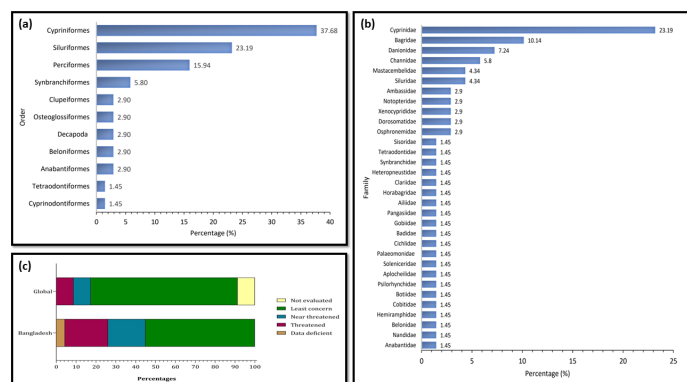 (a)
Order
Cypriniformes 37.68
Siluriformes 23.19
Perciformes 15.94
Synbranchiformes 5.80
Clupeiformes 2.90
Osteoglossiformes 2.90
Decapoda 2.90
Beloniformes 2.90
Anabantiformes 2.90
Tetraodontiformes 1.45
Cyprinodontiformes 1.45
0 5 10 15 20 25 30 35 40
Percentage (%)
(b)
Family
Cyprinidae 23.19
Bagridae 10.14
Danionidae 7.24
Channidae 5.8
Mastacembelidae 4.34
Siluridae 4.34
Ambassidae 2.9
Notopteridae 2.9
Xenocyprididae 2.9
Dorosomatidae 2.9
Osphronemidae 2.9
Sisoridae 1.45
Tetraodontidae 1.45
Synbranchidae 1.45
Heteropneustidae 1.45
Clariidae 1.45
Horabagridae 1.45
Ailiidae 1.45
Pangasiidae 1.45
Gobiidae 1.45
Badidae 1.45
Cichlidae 1.45
Palaeomonidae 1.45
Soleniceridae 1.45
Aplocheilidae 1.45
Psilorhynchidae 1.45
Botiidae 1.45
Cobitidae 1.45
Hemiramphidae 1.45
Belonidae 1.45
Nandidae 1.45
Anabantidae 1.45
0 5 10 15 20 25
Percentage (%)
(c)
Global
Bangladesh
Not evaluated
Least concern
Near threatened
Threatened
Data deficient
0 10 20 30 40 50 60 70 80 90 100
Percentages